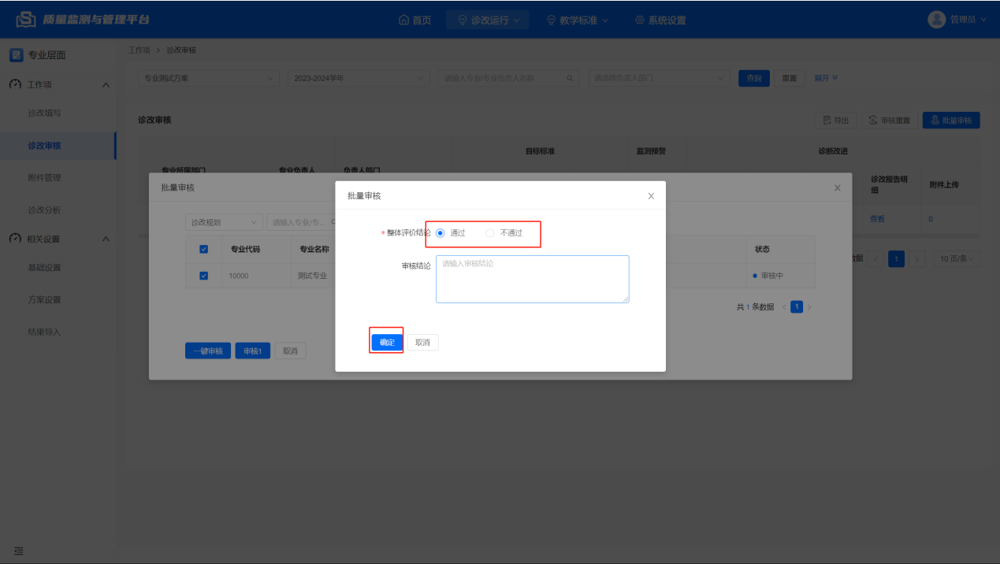 质量监测与管理平台
首页
诊改运行
教学标准
系统设置
管理员
专业层面
工作项
诊改填写
诊改审核
附件管理
诊改分析
相关设置
基础设置
方案设置
结果导入
工作项 > 诊改审核
专业测试方案
2023-2024学年
请输入专业/专业负责人名称
请选择负责人部门
查询
重置
展开
诊改审核
导出
审核重置
批量审核
目标标准
监测预警
诊断改进
专业所属部门
专业负责人
负责人部门
诊改报告明
细
附件上传
查看
0
数据
1
10 页/条
批量审核
诊改规划
请输入专业/专...
专业代码
专业名称
状态
10000
测试专业
审核中
共 1 条数据
1
一键审核
审核1
取消
批量审核
* 整体评价结论
通过
不通过
审核结论
请输入审核结论
确定
取消